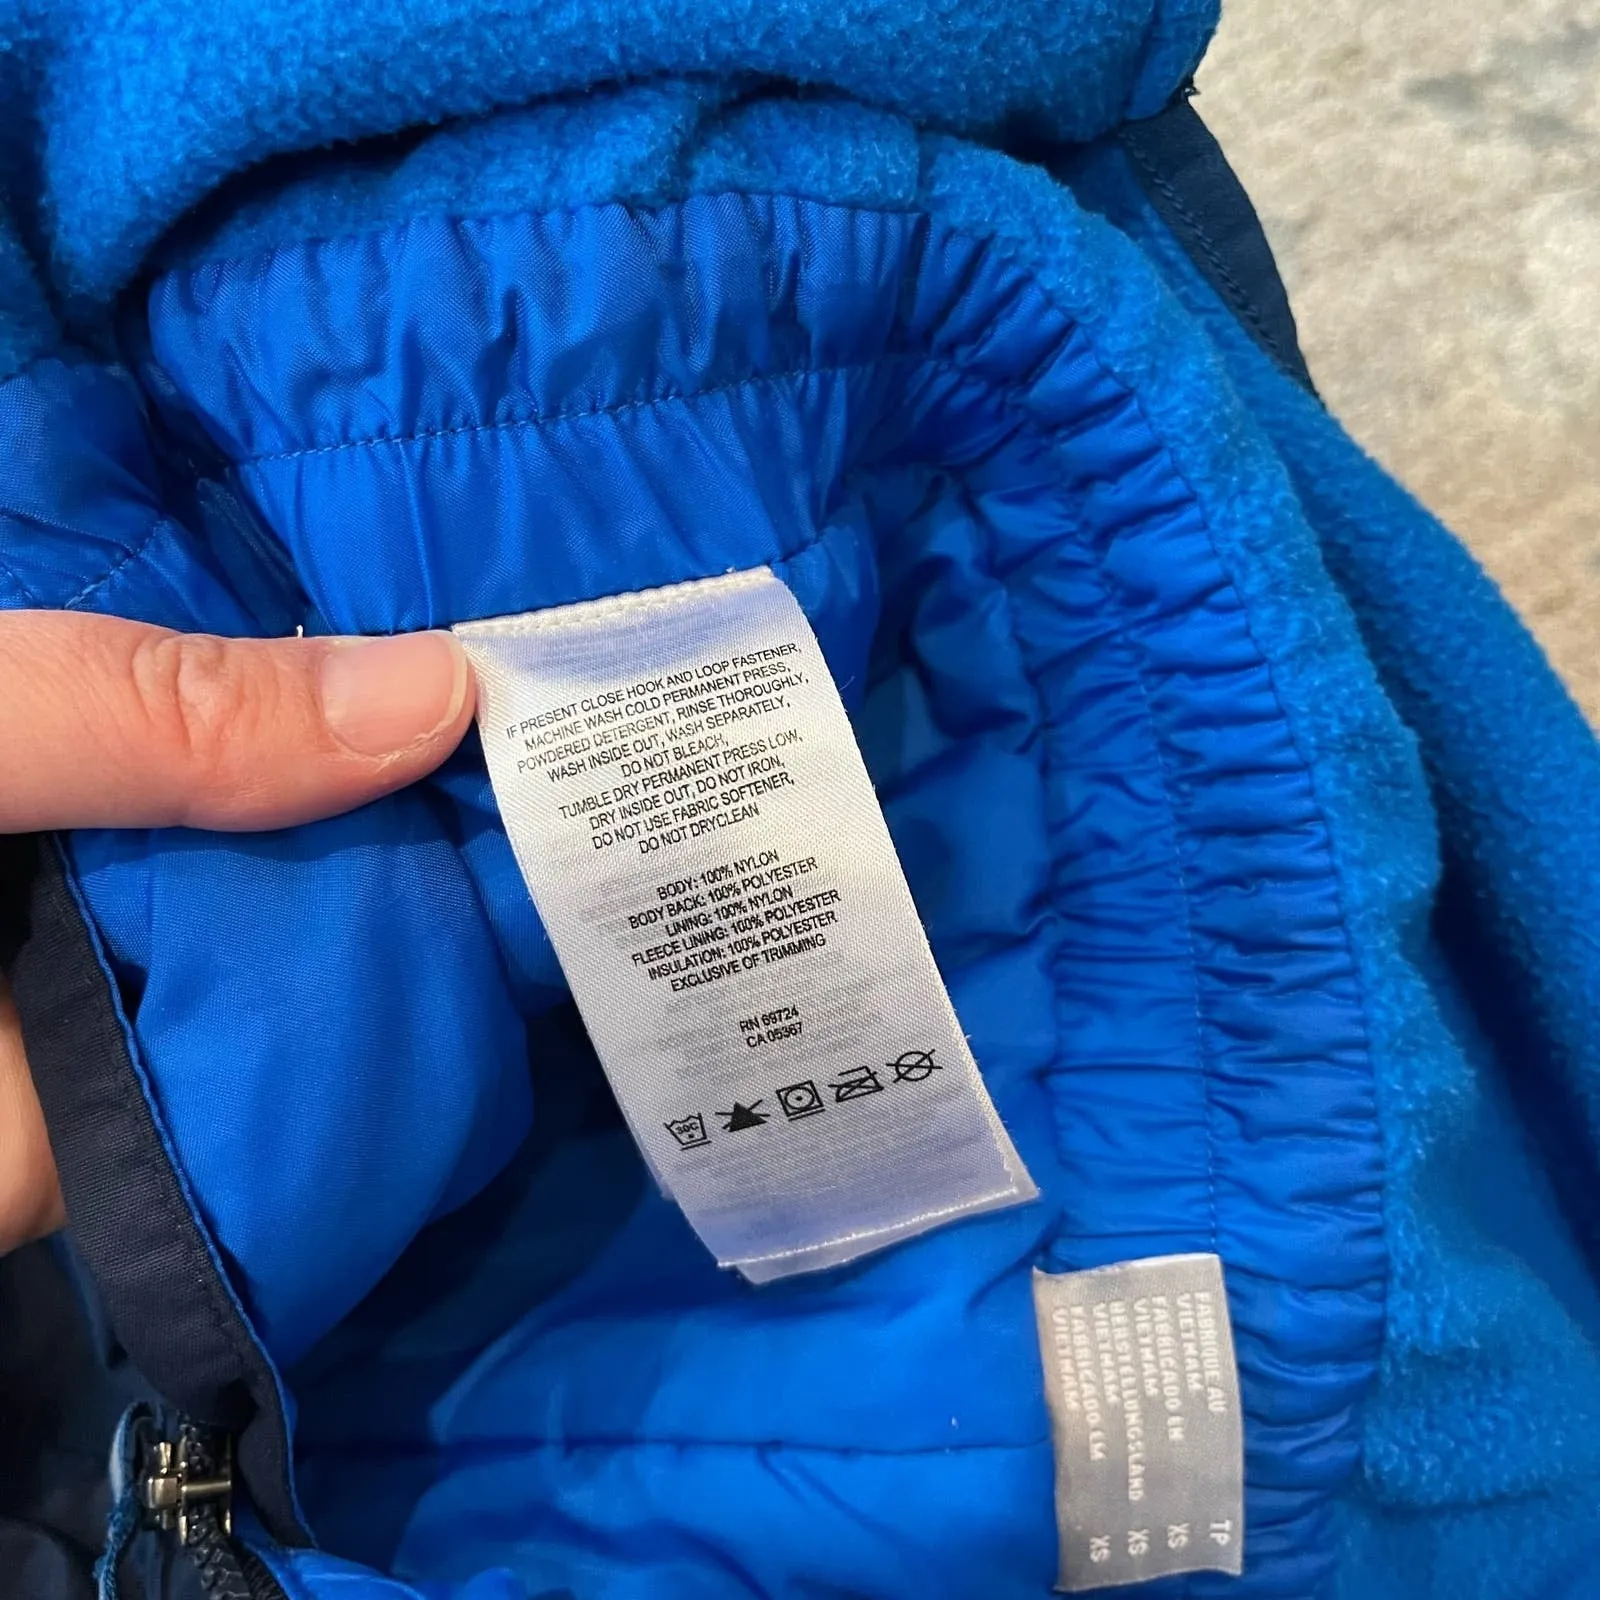 IF PRESENT CLOSE HOOK AND LOOP FASTENER,
MACHINE WASH COLD PERMANENT PRESS,
POWDERED DETERGENT, RINSE THOROUGHLY,
WASH INSIDE OUT, WASH SEPARATELY,
DO NOT BLEACH,
TUMBLE DRY PERMANENT PRESS LOW,
DRY INSIDE OUT, DO NOT IRON,
DO NOT USE FABRIC SOFTENER,
DO NOT DRYCLEAN
BODY: 100% NYLON
BODY BACK: 100% POLYESTER
LINING: 100% NYLON
FLEECE LINING: 100% POLYESTER
INSULATION: 100% POLYESTER
EXCLUSIVE OF TRIMMING
RN 69724
CA 05367
30C
FABRIQUE AU
VIETNAM TP
FABRICADO EN
VIETNAM XS
HERSTELLUNGSLAND
VIETNAM XS
FABRICADO EM
VIETNAM XS